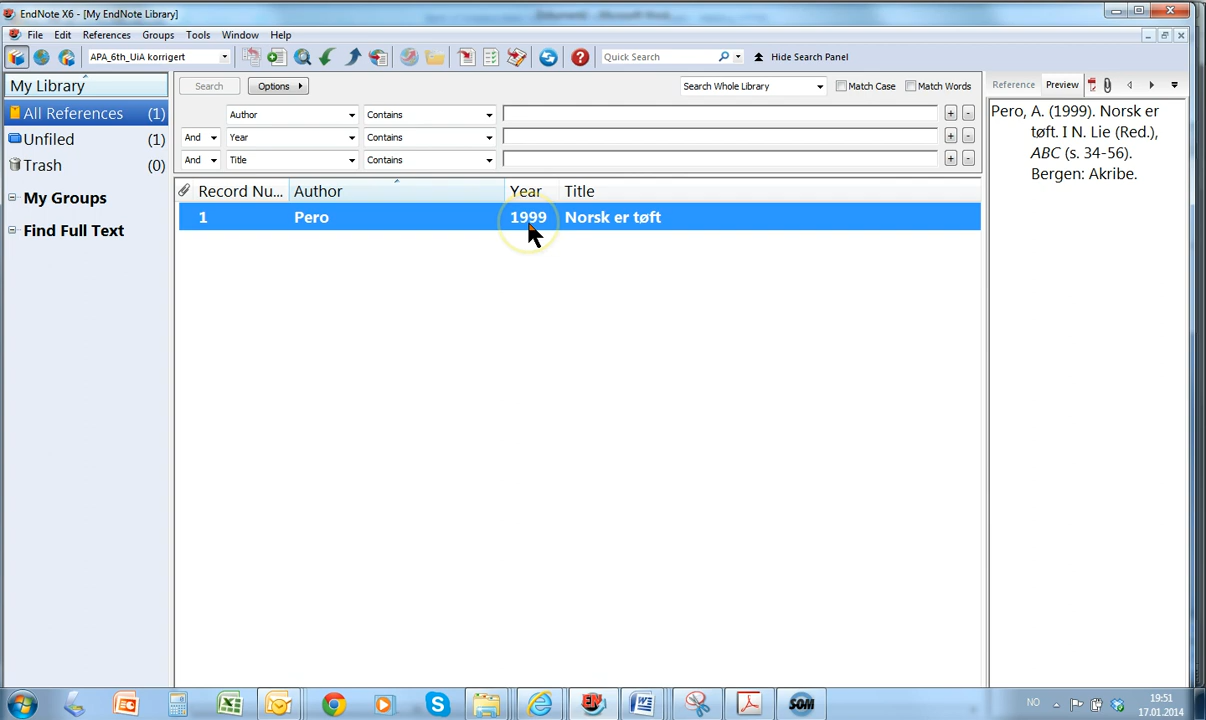 EndNote X6 - [My EndNote Library]
File Edit References Groups Tools Window Help
APA_6th_UiA korrigert Quick Search Hide Search Panel
My Library Search Options Search Whole Library Match Case Match Words Reference Preview
All References (1) Author Contains + -
Unfiled (1) And Year Contains + -
Trash (0) And Title Contains + -
My Groups
Find Full Text
Record Nu... Author Year Title
1 Pero 1999 Norsk er tøft
Pero, A. (1999). Norsk er
tøft. I N. Lie (Red.),
ABC (s. 34-56).
Bergen: Akribe.
SOM NO 19:51
17.01.2014